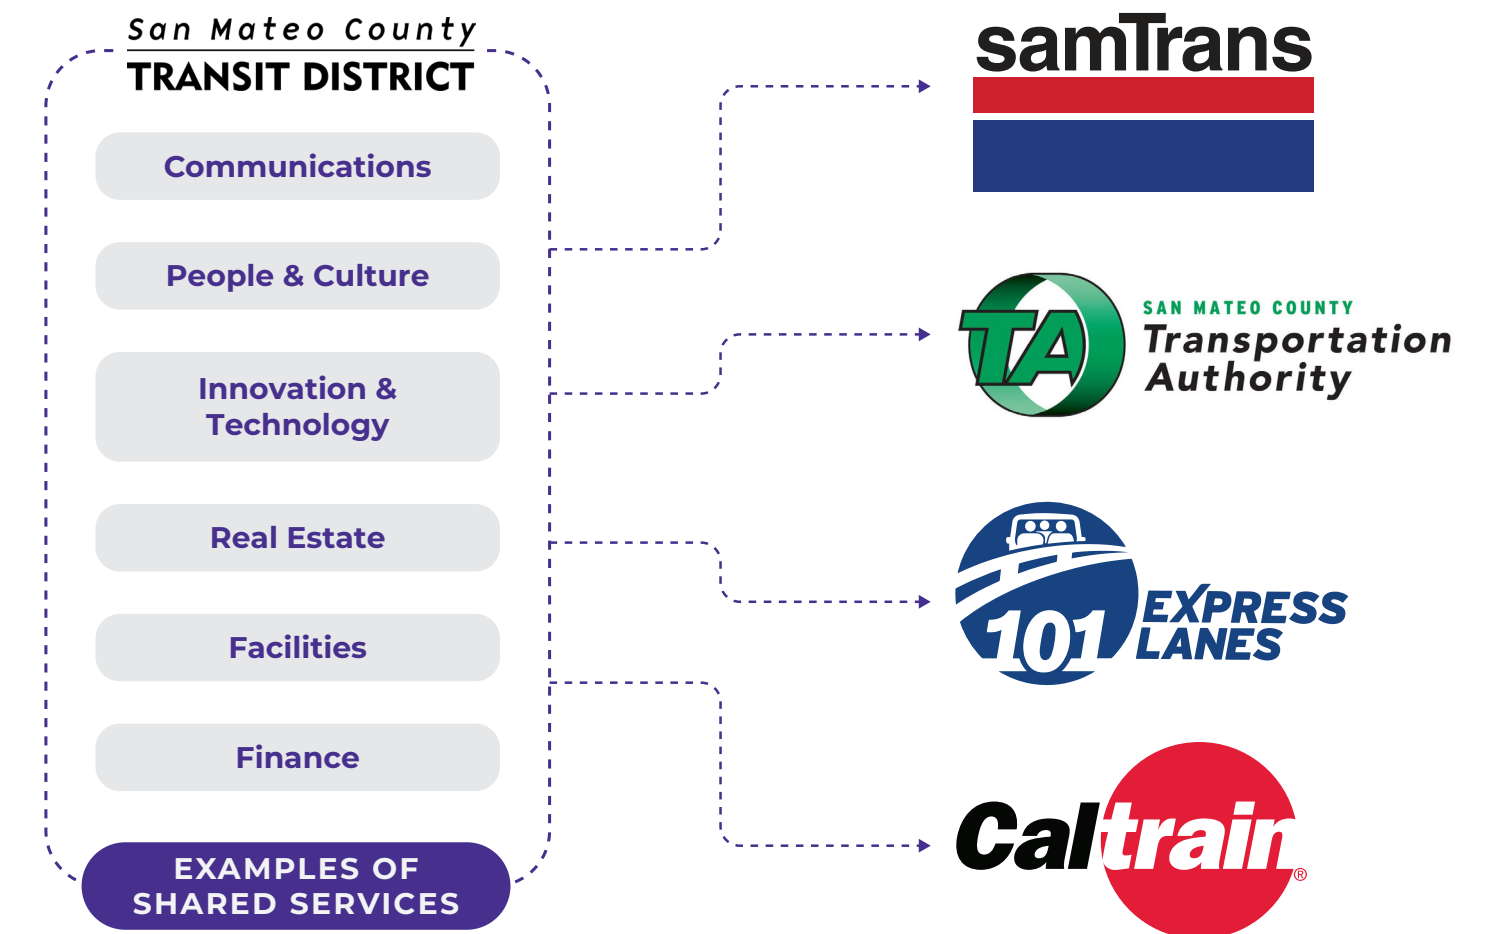 San Mateo County
TRANSIT DISTRICT
Communications
People & Culture
Innovation &
Technology
Real Estate
Facilities
Finance
EXAMPLES OF
SHARED SERVICES
samTrans
TA
SAN MATEO COUNTY
Transportation
Authority
101
EXPRESS
LANES
Caltrain®